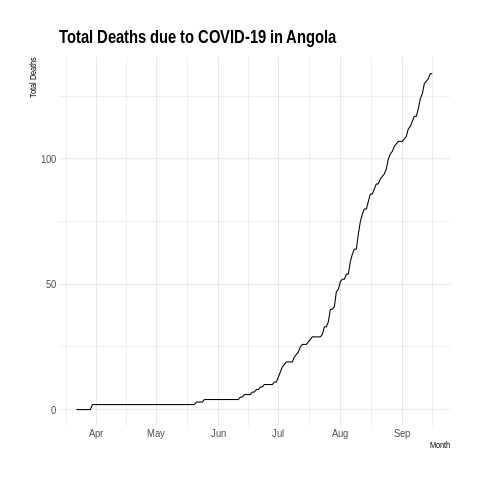 Total Deaths due to COVID-19 in Angola
Total Deaths
100
50
0
Apr May Jun Jul Aug Sep
Month